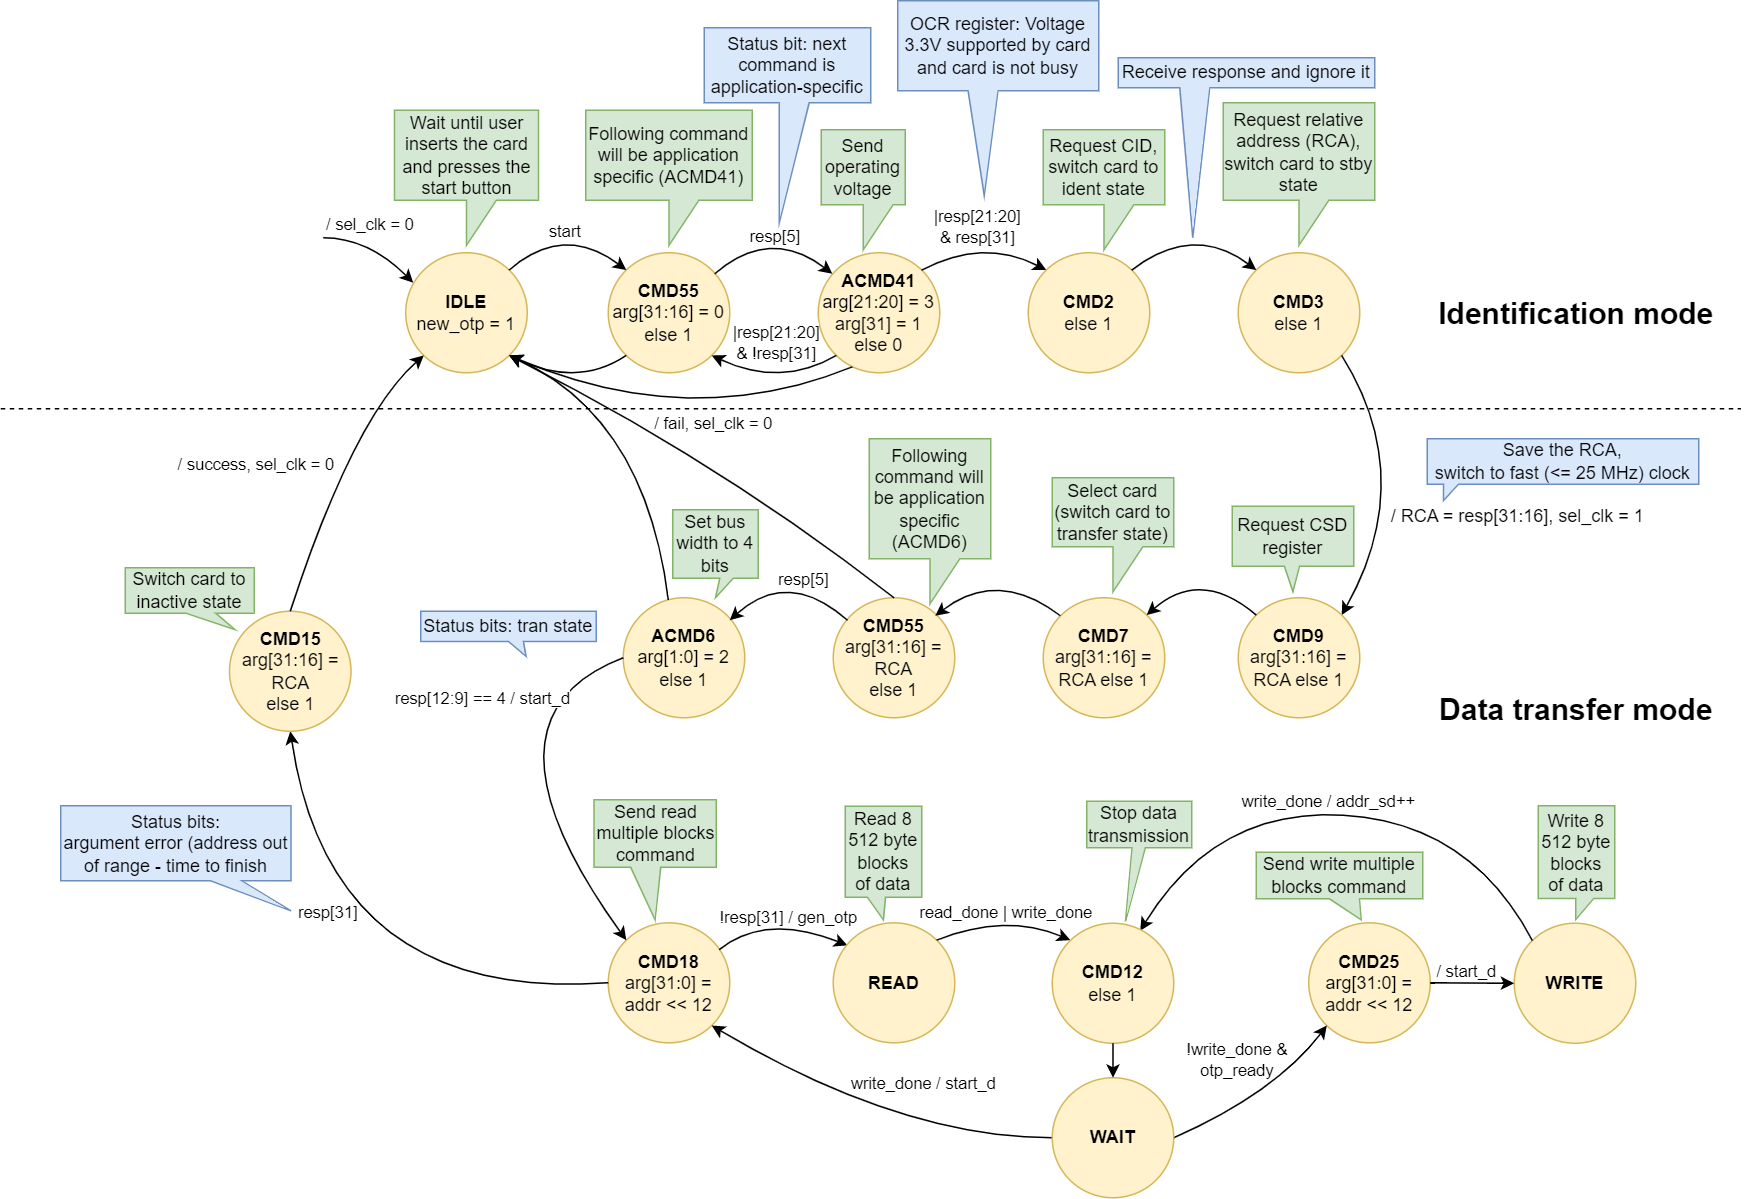 OCR register: Voltage
3.3V supported by card
and card is not busy
Status bit: next
command is
application-specific
Receive response and ignore it
Wait until user
inserts the card
and presses the
start button
Following command
will be application
specific (ACMD41)
Send
operating
voltage
Request CID,
switch card to
ident state
Request relative
address (RCA),
switch card to stby
state
/ sel_clk = 0
start
resp[5]
|resp[21:20]
& resp[31]
IDLE
new_otp = 1
CMD55
arg[31:16] = 0
else 1
ACMD41
arg[21:20] = 3
arg[31] = 1
else 0
|resp[21:20]
& !resp[31]
CMD2
else 1
CMD3
else 1
Identification mode
/ fail, sel_clk = 0
/ success, sel_clk = 0
Save the RCA,
switch to fast (<= 25 MHz) clock
/ RCA = resp[31:16], sel_clk = 1
Set bus
width to 4
bits
Following
command will
be application
specific
(ACMD6)
Select card
(switch card to
transfer state)
Request CSD
register
Switch card to
inactive state
Status bits: tran state
resp[5]
CMD15
arg[31:16] =
RCA
else 1
ACMD6
arg[1:0] = 2
else 1
CMD55
arg[31:16] =
RCA
else 1
CMD7
arg[31:16] =
RCA else 1
CMD9
arg[31:16] =
RCA else 1
resp[12:9] == 4 / start_d
Data transfer mode
Status bits:
argument error (address out
of range - time to finish
resp[31]
Send read
multiple blocks
command
Read 8
512 byte
blocks
of data
Stop data
transmission
write_done / addr_sd++
Send write multiple
blocks command
Write 8
512 byte
blocks
of data
!resp[31] / gen_otp
read_done | write_done
CMD18
arg[31:0] =
addr << 12
READ
CMD12
else 1
CMD25
arg[31:0] =
addr << 12
/ start_d
WRITE
write_done / start_d
!write_done &
otp_ready
WAIT